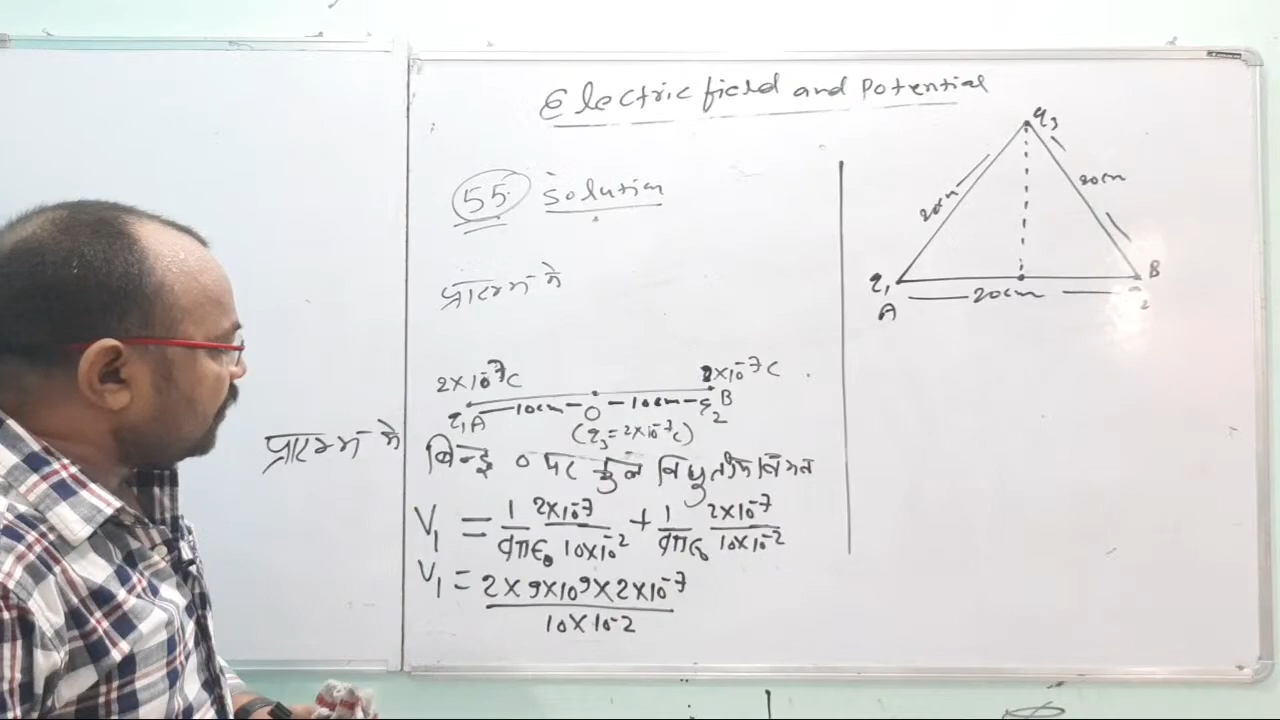 Electric field and Potential
55 Solution
प्रारम्भ मे
2×10⁻⁷C 2×10⁻⁷C
q₁A 10cm O 10cm q₂ B
(q₃=2×10⁻⁷C)
प्रारम्भ मे
बिन्दु O पर कुल विद्युतीय विभव
V₁ = 1/4πϵ₀ 2×10⁻⁷/10×10⁻² + 1/4πϵ₀ 2×10⁻⁷/10×10⁻²
V₁ = 2×9×10⁹×2×10⁻⁷/10×10⁻²
q₃
20cm 20cm
q₁ B
20cm
A